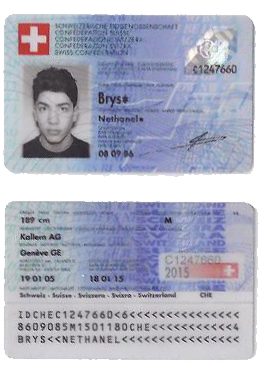 SCHWEIZERISCHE EIDGENOSSENSCHAFT
CONFÉDÉRATION SUISSE
CONFEDERAZIONE SVIZZERA
CONFEDERAZIUN SVIZRA
SWISS CONFEDERATION
C1247660
Brys*
Nethanel*
08 09 86
189 cm
M
Kallern AG
Genève GE
C1247660
19 01 05
18 01 15
2015
Schweiz - Suisse - Svizzera - Svizra - Switzerland
CHE
IDCHEC1247660<6<<<<<<<<<<<<<<<
8609085M1501180CHE<<<<<<<<<<<4
BRYS<<NETHANEL<<<<<<<<<<<<<<<<